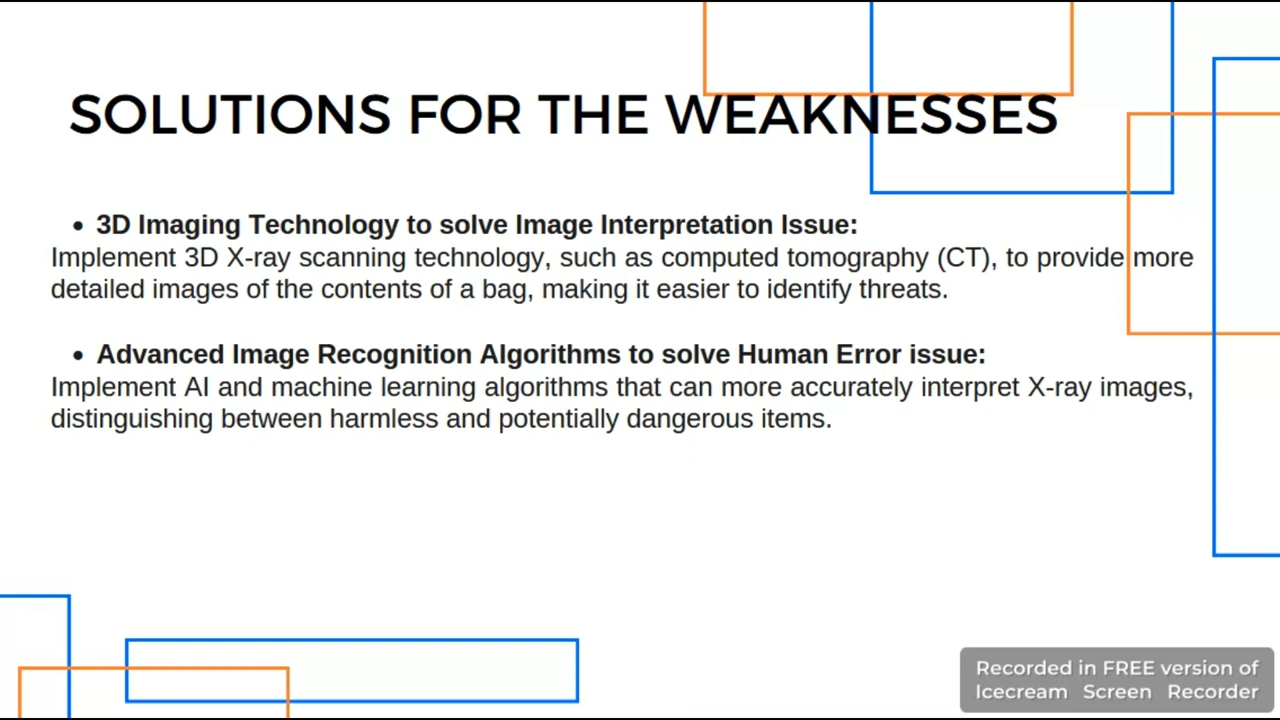 SOLUTIONS FOR THE WEAKNESSES
• 3D Imaging Technology to solve Image Interpretation Issue:
Implement 3D X-ray scanning technology, such as computed tomography (CT), to provide more
detailed images of the contents of a bag, making it easier to identify threats.
• Advanced Image Recognition Algorithms to solve Human Error issue:
Implement AI and machine learning algorithms that can more accurately interpret X-ray images,
distinguishing between harmless and potentially dangerous items.
Recorded in FREE version of
Icecream Screen Recorder